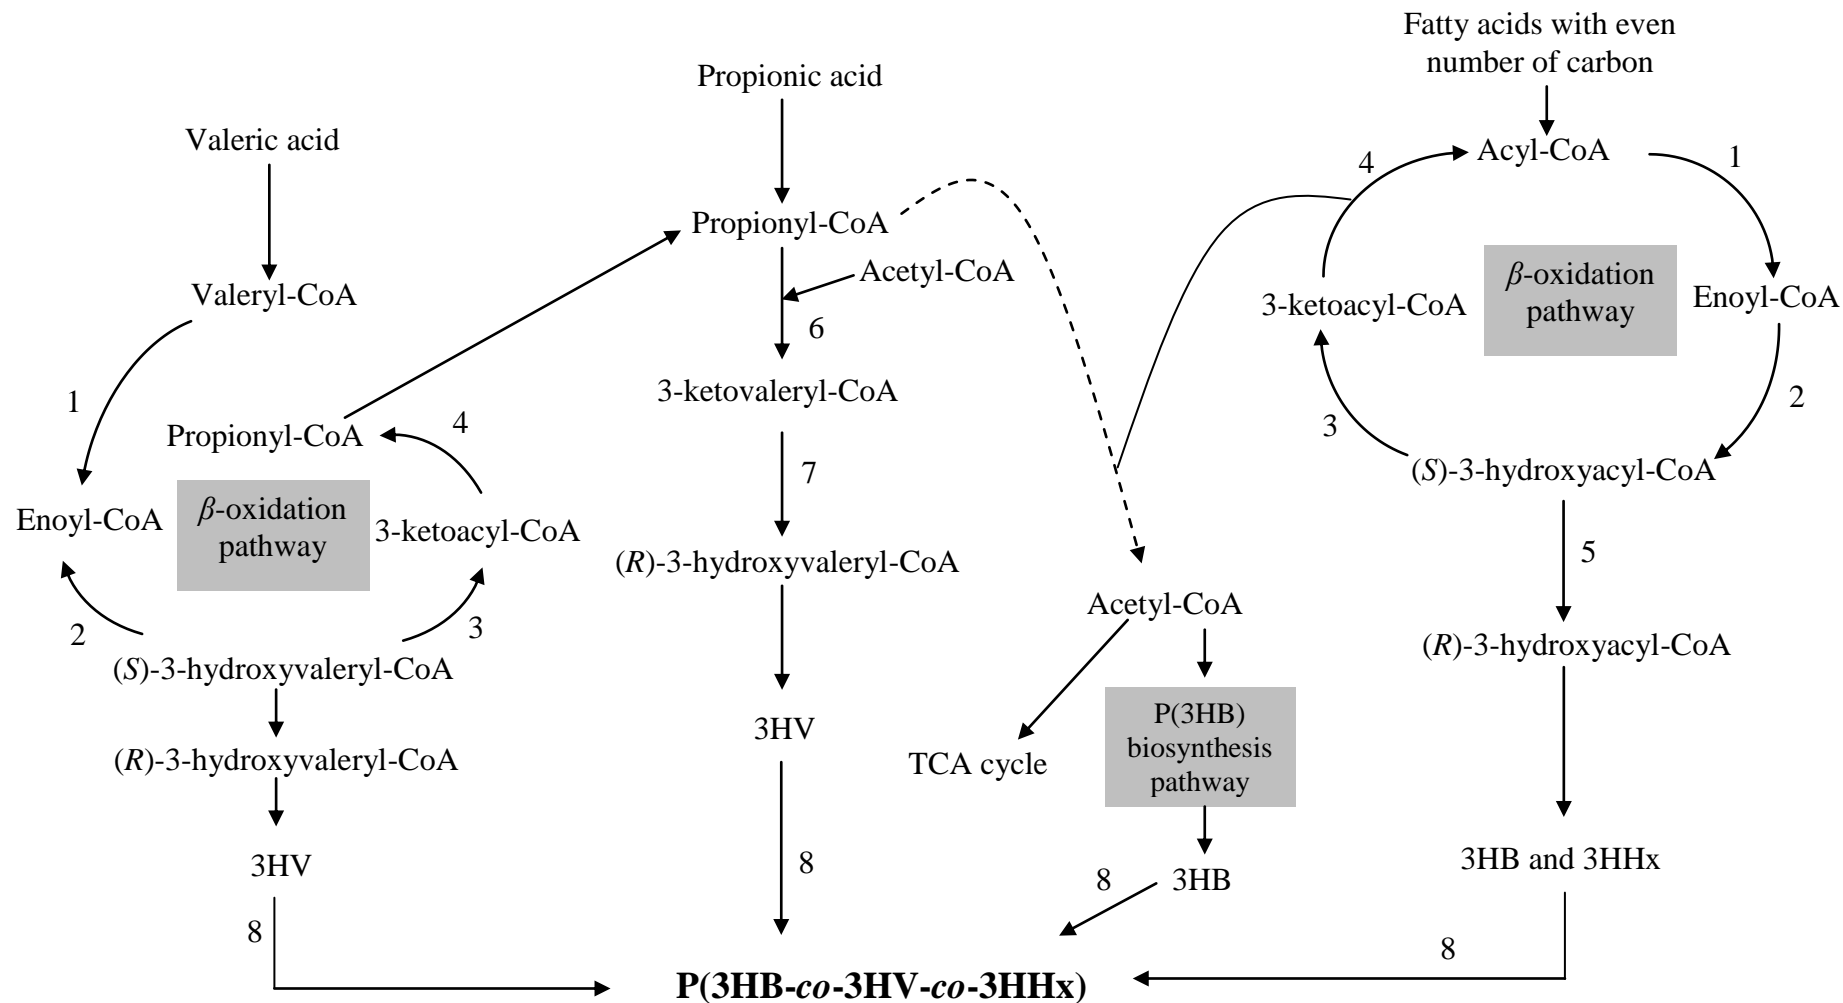 Fatty acids with even
number of carbon
Propionic acid
Valeric acid
Acyl-CoA
4
1
Propionyl-CoA
Acetyl-CoA
β-oxidation
pathway
Valeryl-CoA
3-ketoacyl-CoA
Enoyl-CoA
6
3-ketovaleryl-CoA
1
2
3
4
Propionyl-CoA
7
(S)-3-hydroxyacyl-CoA
β-oxidation
pathway
Enoyl-CoA
3-ketoacyl-CoA
5
(R)-3-hydroxyvaleryl-CoA
Acetyl-CoA
2
3
(R)-3-hydroxyacyl-CoA
(S)-3-hydroxyvaleryl-CoA
P(3HB)
biosynthesis
pathway
3HV
TCA cycle
(R)-3-hydroxyvaleryl-CoA
3HV
8
3HB and 3HHx
8
3HB
8
8
P(3HB-co-3HV-co-3HHx)